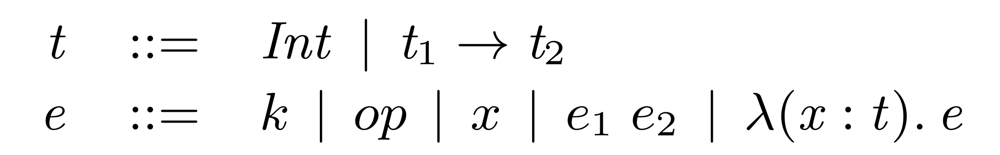 t ::= Int | t₁ → t₂
e ::= k | op | x | e₁ e₂ | λ(x : t). e